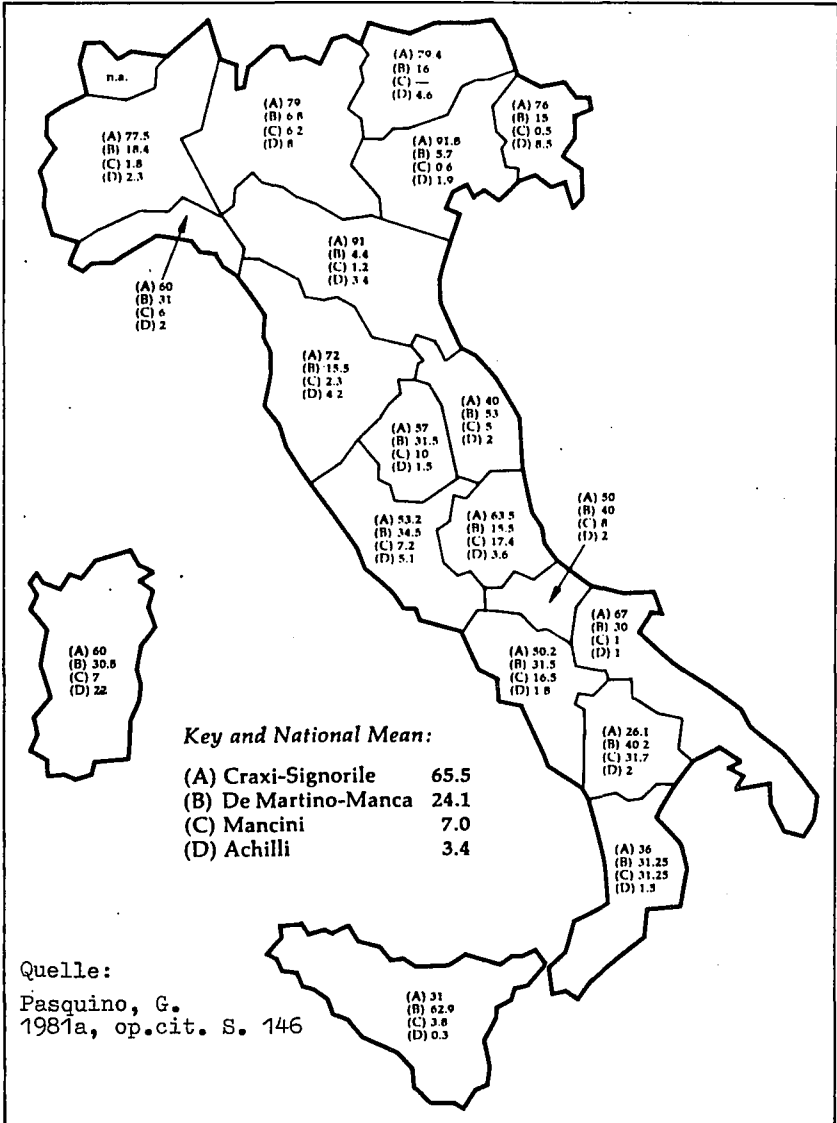 n.a.
(A) 77.5
(B) 18.4
(C) 1.8
(D) 2.3
(A) 79
(B) 6 8
(C) 6 2
(D) 8
(A) 79 4
(B) 16
(C) —
(D) 4.6
(A) 91.8
(B) 5.7
(C) 0 6
(D) 1.9
(A) 76
(B) 15
(C) 0.5
(D) 8.5
(A) 60
(B) 31
(C) 6
(D) 2
(A) 91
(B) 4.4
(C) 1.2
(D) 3 4
(A) 72
(B) 15.5
(C) 2.3
(D) 4 2
(A) 57
(B) 31.5
(C) 10
(D) 1.5
(A) 40
(B) 53
(C) 5
(D) 2
(A) 53.2
(B) 34.5
(C) 7.2
(D) 5.1
(A) 63.5
(B) 15.5
(C) 17.4
(D) 3.6
(A) 50
(B) 40
(C) 8
(D) 2
(A) 67
(B) 30
(C) 1
(D) 1
(A) 50.2
(B) 31.5
(C) 16.5
(D) 1 8
(A) 26.1
(B) 40 2
(C) 31.7
(D) 2
(A) 60
(B) 30.8
(C) 7
(D) 22
(A) 36
(B) 31.25
(C) 31.25
(D) 1.5
(A) 31
(B) 62.9
(C) 3.8
(D) 0.3
Key and National Mean:
(A) Craxi-Signorile 65.5
(B) De Martino-Manca 24.1
(C) Mancini 7.0
(D) Achilli 3.4
Quelle:
Pasquino, G.
1981a, op.cit. S. 146